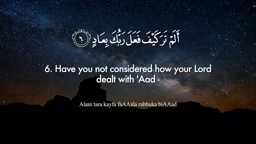 أَلَمْ تَرَ كَيْفَ فَعَلَ رَبُّكَ بِعَادٍ ٦
6. Have you not considered how your Lord
dealt with 'Aad -
Alam tara kayfa faAAala rabbuka biAAad